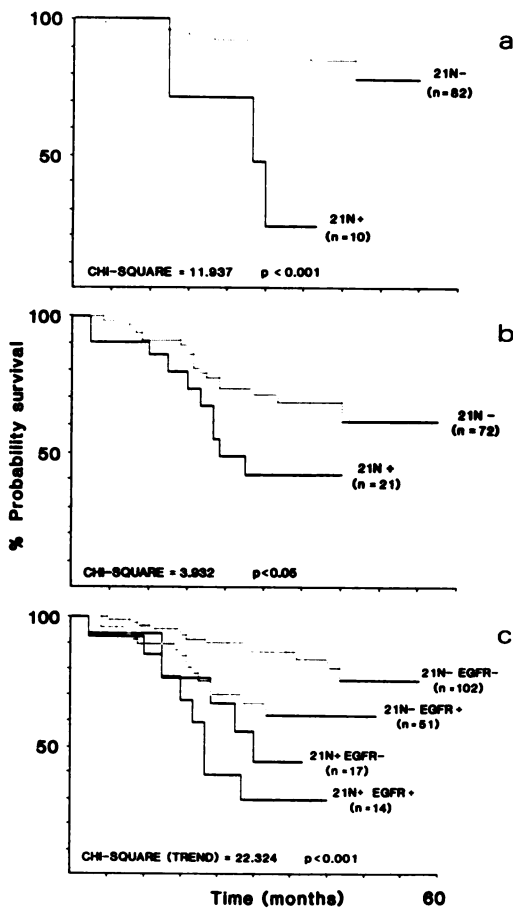 100
a
21N-
(n=82)
50
21N+
(n=10)
CHI-SQUARE = 11.937 p < 0.001
100
b
% Probability survival
21N -
(n=72)
50
21N +
(n=21)
CHI-SQUARE = 3.932 p<0.05
100
c
21N- EGFR-
(n=102)
21N- EGFR+
(n=51)
50
21N+EGFR-
(n=17)
21N+ EGFR+
(n=14)
CHI-SQUARE (TREND) = 22.324 p<0.001
Time (months) 60